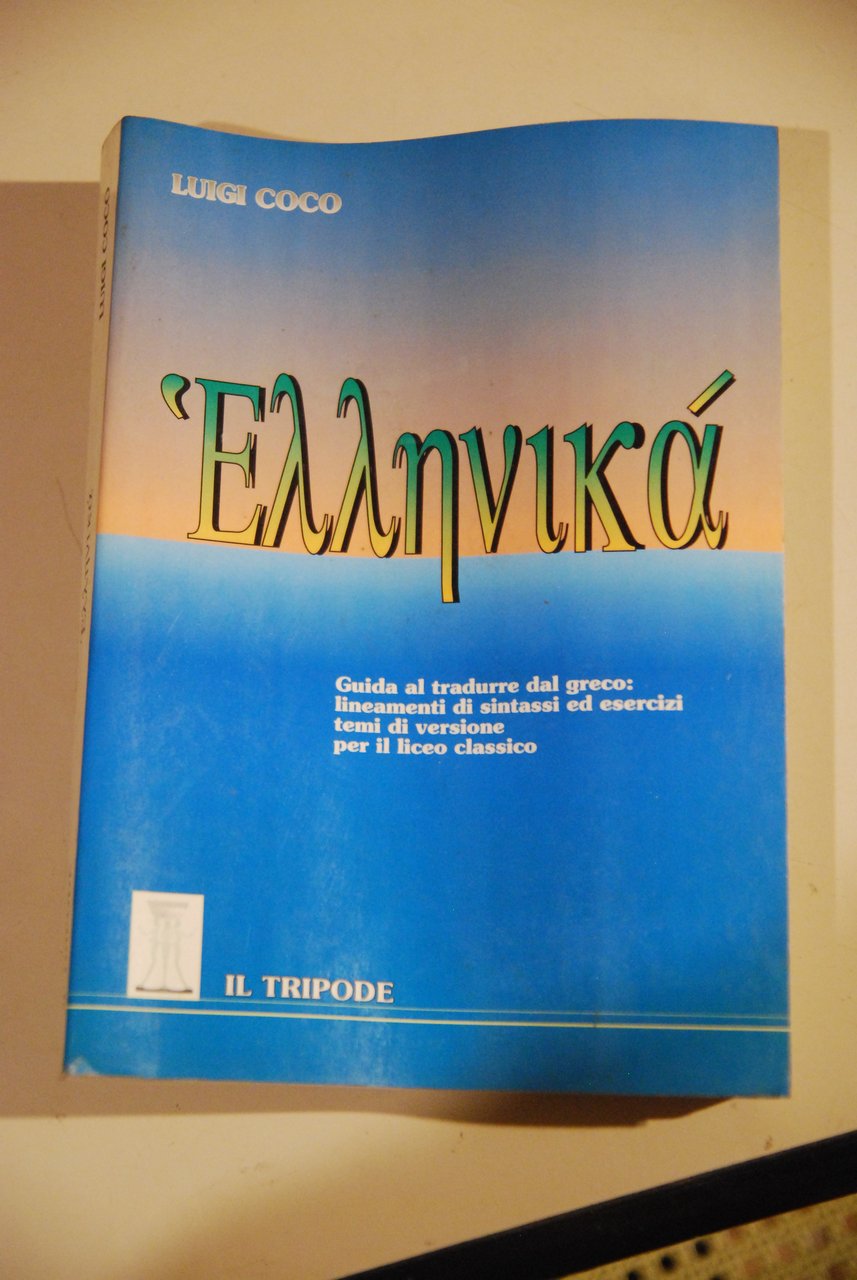 LUIGI COCO
Ἑλληνικά
Guida al tradurre dal greco:
lineamenti di sintassi ed esercizi
temi di versione
per il liceo classico
IL TRIPODE
LUIGI COCO
Ἑλληνικά